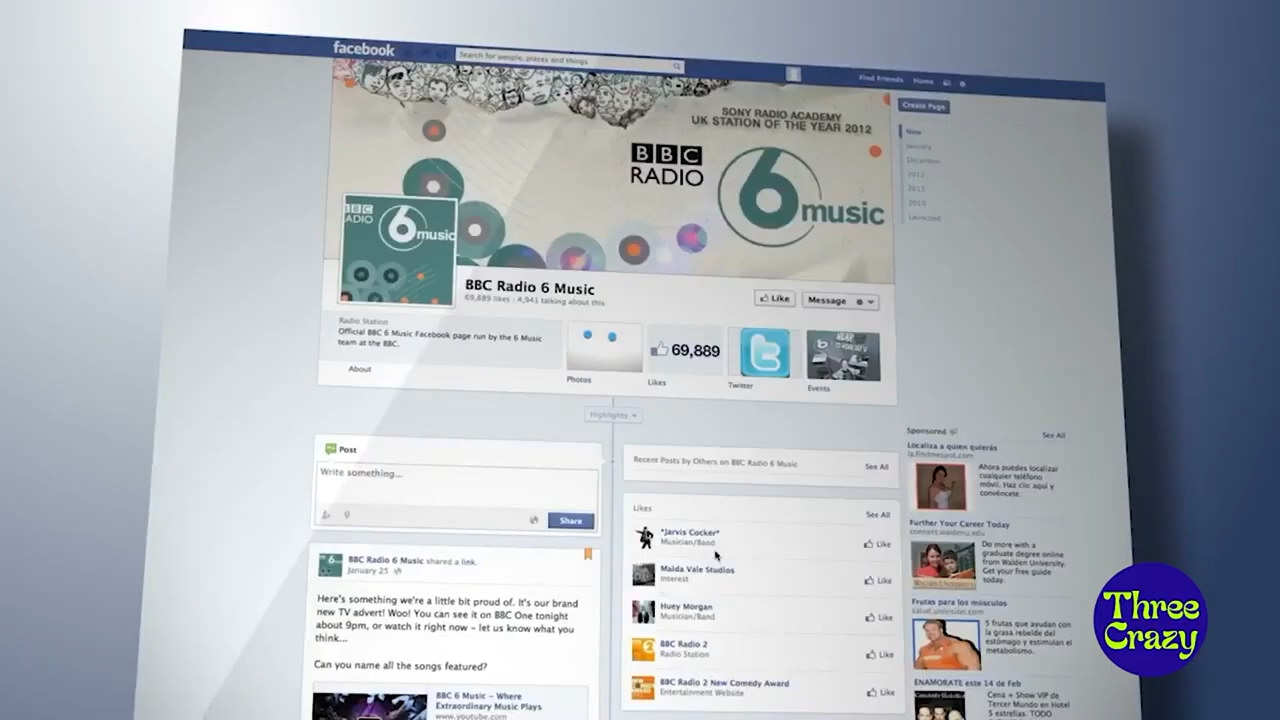 facebook
Search for people, places and things
Find Friends
Home
Create Page
SONY RADIO ACADEMY
UK STATION OF THE YEAR 2012
BBC
RADIO
6
music
Now
January
December
2012
2011
2010
Launched
BBC
ADIO
6
music
BBC Radio 6 Music
69,889 likes · 4,941 talking about this
Like
Message
Radio Station
Official BBC 6 Music Facebook page run by the 6 Music
team at the BBC.
About
Photos
69,889
Likes
Twitter
Events
Highlights
Post
Write something...
Share
BBC Radio 6 Music shared a link.
January 25
Here's something we're a little bit proud of. It's our brand
new TV advert! Woo! You can see it on BBC One tonight
about 9pm, or watch it right now – let us know what you
think...
Can you name all the songs featured?
BBC 6 Music – Where
Extraordinary Music Plays
www.youtube.com
Recent Posts by Others on BBC Radio 6 Music
See All
Likes
See All
*Jarvis Cocker*
Musician/Band
Like
Maida Vale Studios
Interest
Like
Huey Morgan
Musician/Band
Like
BBC Radio 2
Radio Station
Like
BBC Radio 2 New Comedy Award
Entertainment Website
Like
Sponsored
See All
Localiza a quien quierás
lp.findmespot.com
Ahora puedes localizar
cualquier teléfono
móvil. Haz clic aquí y
convéncete.
Further Your Career Today
connect.waldenu.edu
Do more with a
graduate degree online
from Walden University.
Get your free guide
today.
WALDEN UNIVERSITY
Frutas para los músculos
5 frutas que ayudan con
la grasa rebelde del
estómago y estimulan el
metabolismo.
ENAMORATE este 14 de Feb
Cena + Show VIP de
Tercer Mundo en Hotel
5 estrellas. TODO
Three
Crazy